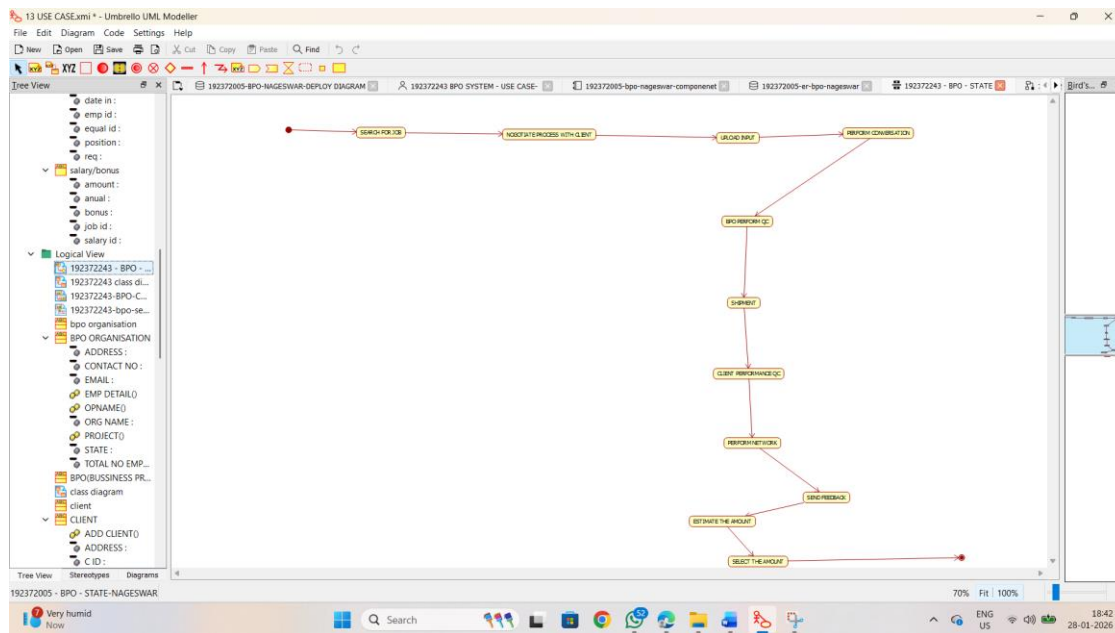 13 USE CASE.xmi * - Umbrello UML Modeller
File Edit Diagram Code Settings Help
New Open Save Cut Copy Paste Find
XYZ
Tree View
192372005-BPO-NAGESWAR-DEPLOY DIAGRAM
192372243 BPO SYSTEM - USE CASE-
192372005-bpo-nageswar-componenet
192372005-er-bpo-nageswar
192372243 - BPO - STATE
Bird's...
date in :
emp id :
equal id :
position :
req :
salary/bonus
amount :
anual :
bonus :
job id :
salary id :
Logical View
192372243 - BPO - ...
192372243 class di...
192372243-BPO-C...
192372243-bpo-se...
bpo organisation
BPO ORGANISATION
ADDRESS :
CONTACT NO :
EMAIL :
EMP DETAIL()
OPNAME()
ORG NAME :
PROJECT()
STATE :
TOTAL NO EMP...
BPO(BUSSINESS PR...
class diagram
client
CLIENT
ADD CLIENT()
ADDRESS :
C ID :
Tree View Stereotypes Diagrams
SEARCH FOR JOB
NOGOTIATE PROCESS WITH CLIENT
UPLOAD INPUT
PERFORM CONVERSATION
BPO PERFORM QC
SHIPMENT
CLIENT PERFORMANCE QC
PERFORM NETWORK
SEND FEEDBACK
ESTIMATE THE AMOUNT
SELECT THE AMOUNT
192372005 - BPO - STATE-NAGESWAR
70% Fit 100%
7
Very humid
Now
Search
52
ENG
US
18:42
28-01-2026